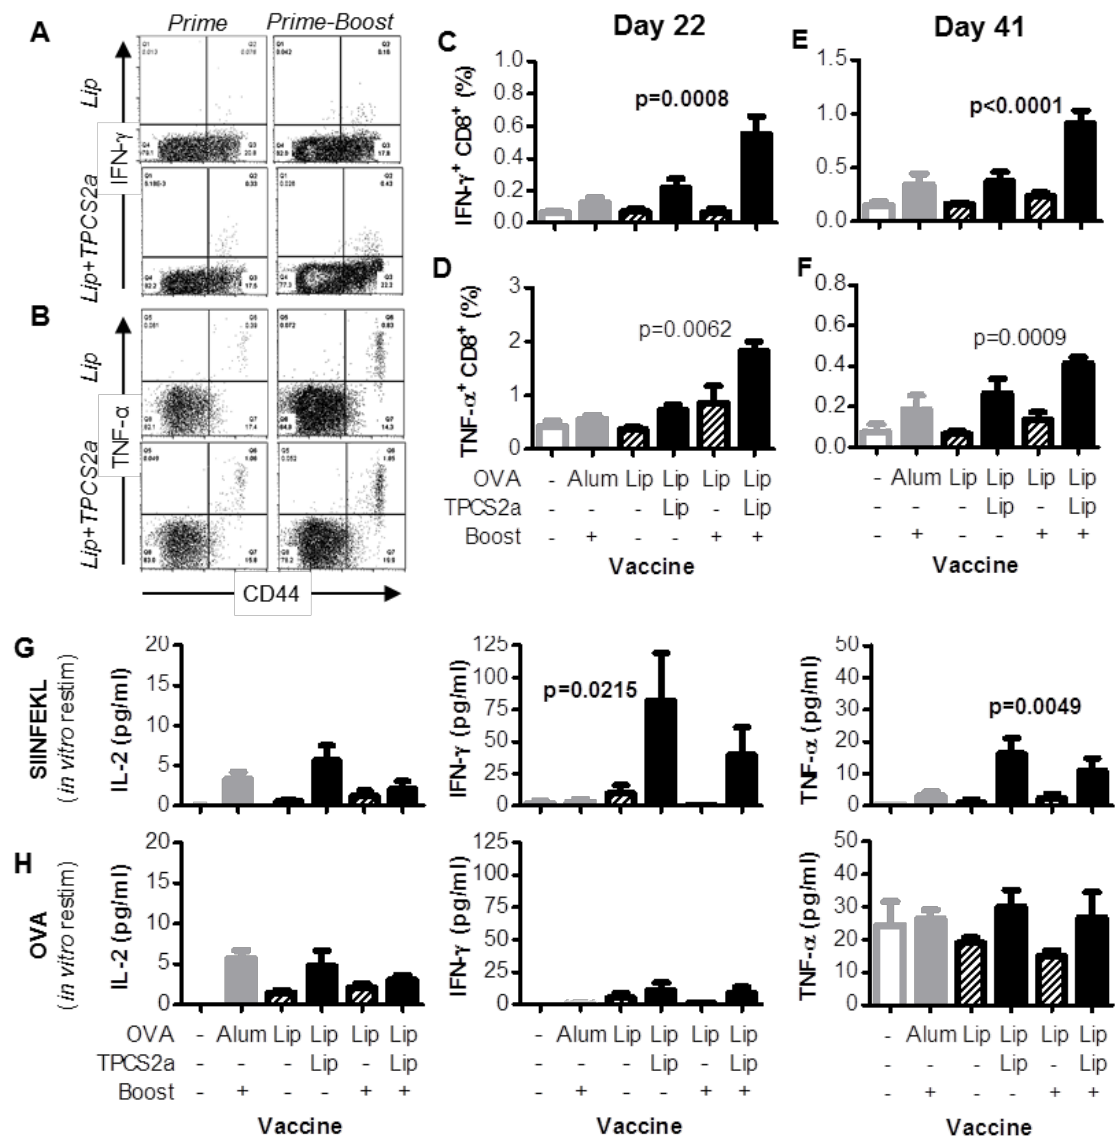 A
Prime
Prime-Boost
Lip
IFN-γ
Lip+TPCS2a
B
Lip
TNF-α
Lip+TPCS2a
CD44
Day 22
Day 41
C
IFN-γ⁺ CD8⁺ (%)
0.0
0.2
0.4
0.6
0.8
1.0
p=0.0008
E
0.0
0.5
1.0
1.5
p<0.0001
D
TNF-α⁺ CD8⁺ (%)
0
1
2
3
p=0.0062
F
0.0
0.2
0.4
0.6
0.8
p=0.0009
OVA - Alum Lip Lip Lip Lip - Alum Lip Lip Lip Lip
TPCS2a - - - Lip - Lip - - - Lip - Lip
Boost - + - - + + - + - - + +
Vaccine
Vaccine
G
SIINFEKL
(in vitro restim)
IL-2 (pg/ml)
0
5
10
15
20
IFN-γ (pg/ml)
0
25
50
75
100
125
p=0.0215
TNF-α (pg/ml)
0
10
20
30
40
50
p=0.0049
H
OVA
(in vitro restim)
IL-2 (pg/ml)
0
5
10
15
20
IFN-γ (pg/ml)
0
25
50
75
100
125
TNF-α (pg/ml)
0
10
20
30
40
50
OVA - Alum Lip Lip Lip Lip - Alum Lip Lip Lip Lip - Alum Lip Lip Lip Lip
TPCS2a - - - Lip - Lip - - - Lip - Lip - - - Lip - Lip
Boost - + - - + + - + - - + + - + - - + +
Vaccine
Vaccine
Vaccine